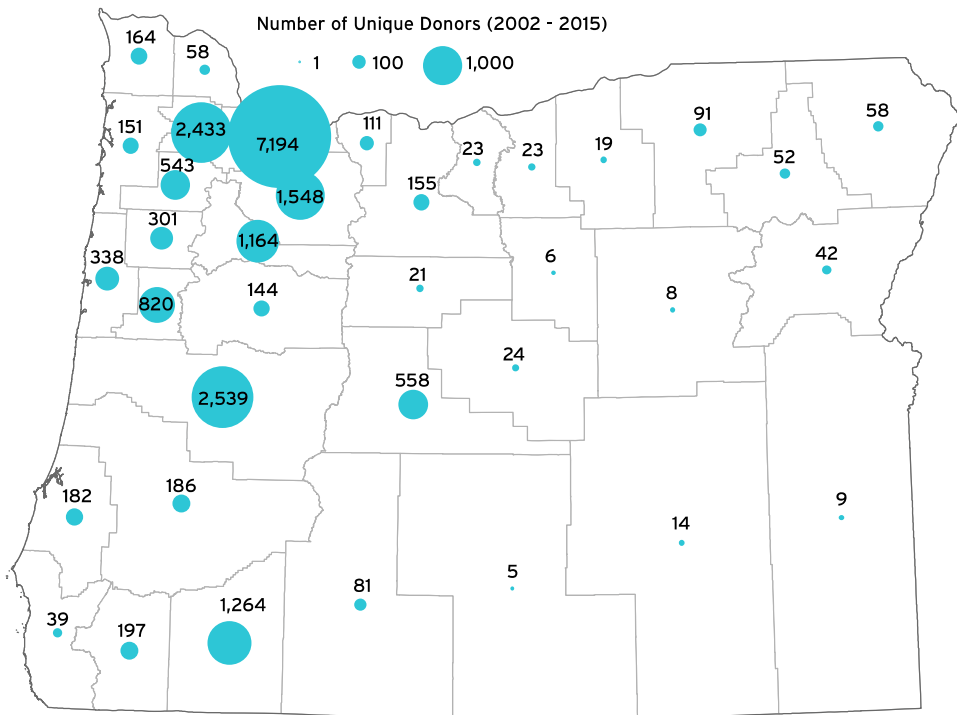 Number of Unique Donors (2002 - 2015)
1 100 1,000
164 58
151 2,433 7,194 111 23 23 19 91 52 58
543 1,548 155
301 1,164
338 820 144 21 6 8 42
2,539 558 24
182 186 14 9
39 197 1,264 81 5